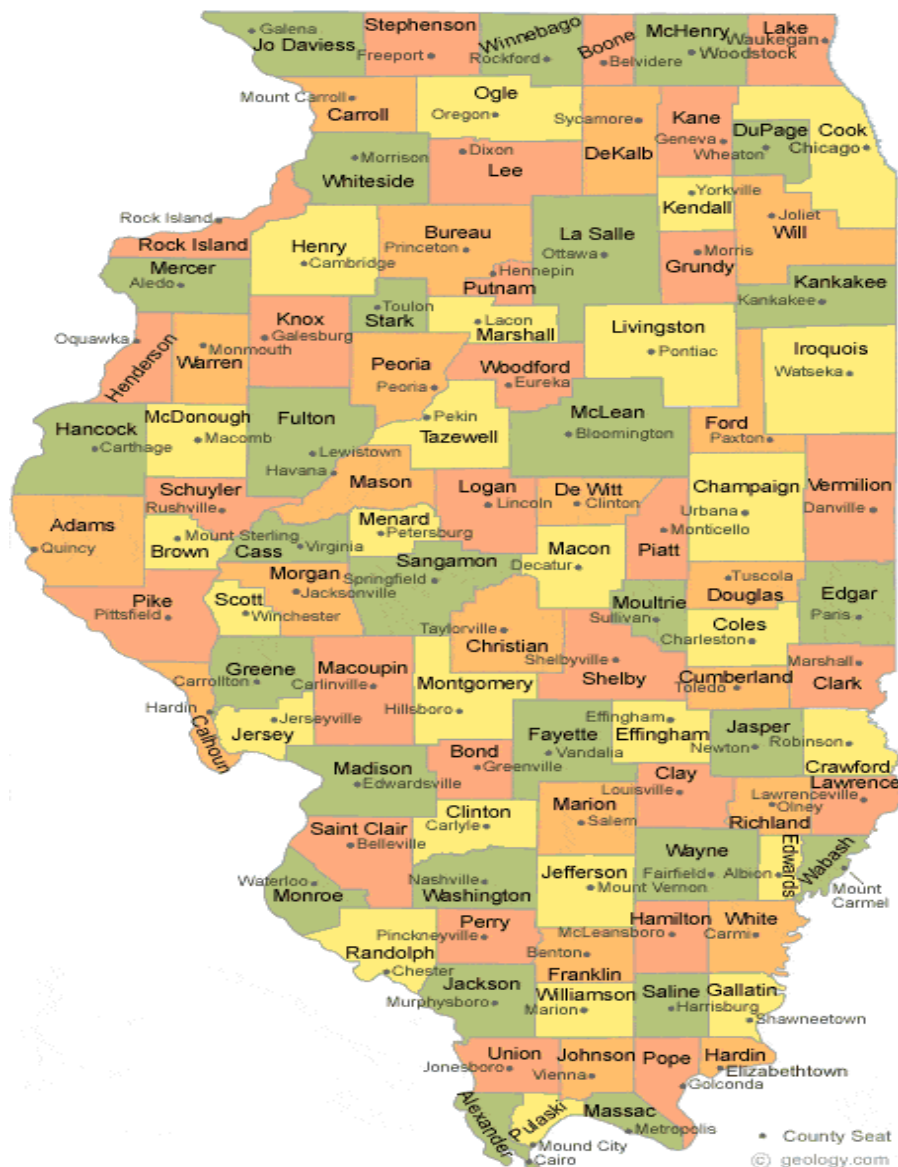 Galena
Jo Daviess
Stephenson
Freeport
Winnebago
Rockford
Boone
Belvidere
McHenry
Woodstock
Lake
Waukegan
Mount Carroll
Carroll
Ogle
Oregon
Sycamore
DeKalb
Kane
Geneva
DuPage
Wheaton
Cook
Chicago
Morrison
Whiteside
Dixon
Lee
Yorkville
Kendall
Joliet
Will
Rock Island
Rock Island
Henry
Cambridge
Bureau
Princeton
Hennepin
Putnam
La Salle
Ottawa
Morris
Grundy
Mercer
Aledo
Kankakee
Kankakee
Oquawka
Henderson
Warren
Monmouth
Knox
Galesburg
Toulon
Stark
Lacon
Marshall
Livingston
Pontiac
Iroquois
Watseka
Peoria
Peoria
Woodford
Eureka
Hancock
Carthage
McDonough
Macomb
Fulton
Lewistown
Havana
Pekin
Tazewell
McLean
Bloomington
Ford
Paxton
Mason
Schuyler
Rushville
Logan
Lincoln
De Witt
Clinton
Champaign
Urbana
Vermilion
Danville
Adams
Quincy
Mount Sterling
Brown
Cass
Virginia
Menard
Petersburg
Monticello
Piatt
Macon
Decatur
Sangamon
Springfield
Morgan
Jacksonville
Scott
Winchester
Pike
Pittsfield
Tuscola
Douglas
Moultrie
Sullivan
Coles
Charleston
Edgar
Paris
Taylorville
Christian
Shelbyville
Shelby
Greene
Carrollton
Macoupin
Carlinville
Montgomery
Hillsboro
Cumberland
Toledo
Marshall
Clark
Hardin
Calhoun
Jerseyville
Jersey
Fayette
Vandalia
Effingham
Effingham
Jasper
Newton
Robinson
Crawford
Madison
Edwardsville
Bond
Greenville
Clay
Louisville
Lawrence
Lawrenceville
Olney
Richland
Clinton
Carlyle
Marion
Salem
Saint Clair
Belleville
Wayne
Fairfield
Edwards
Albion
Wabash
Mount
Carmel
Waterloo
Monroe
Nashville
Washington
Jefferson
Mount Vernon
Perry
Pinckneyville
Hamilton
McLeansboro
White
Carmi
Randolph
Chester
Benton
Franklin
Jackson
Murphysboro
Williamson
Marion
Saline
Harrisburg
Gallatin
Shawneetown
Union
Jonesboro
Johnson
Vienna
Pope
Golconda
Hardin
Elizabethtown
Alexander
Pulaski
Mound City
Cairo
Massac
Metropolis
County Seat
© geology.com